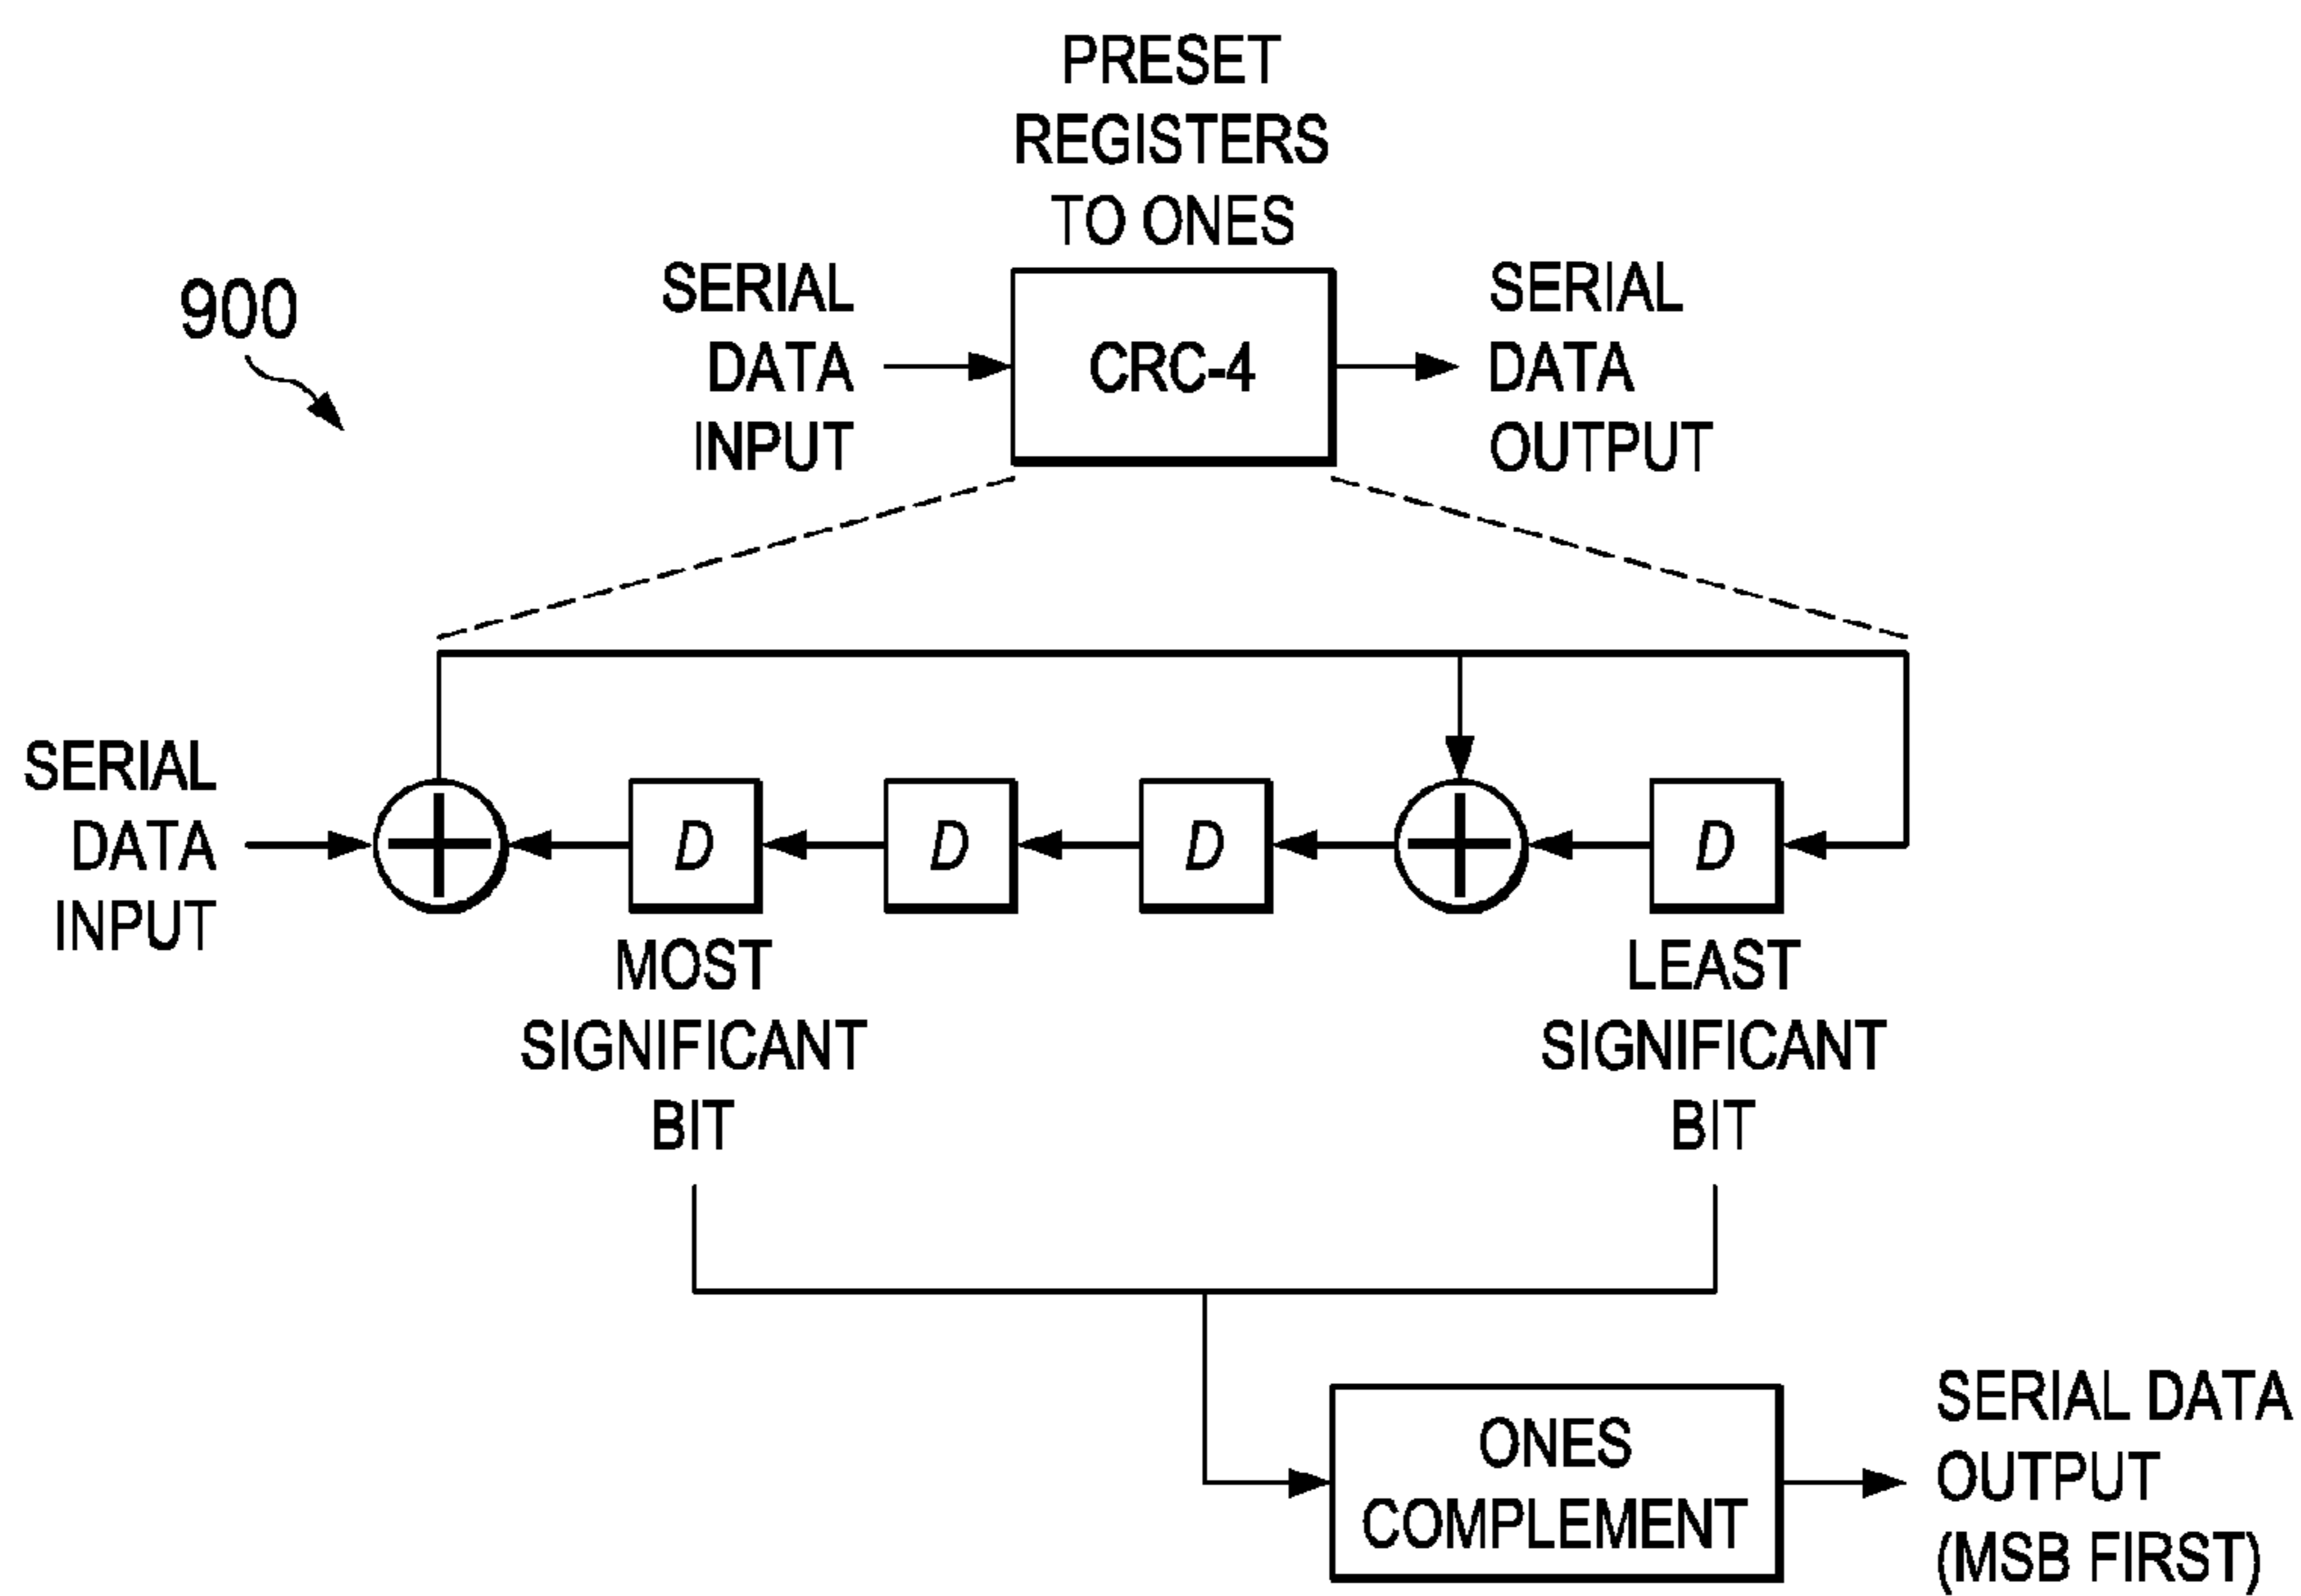 PRESET
REGISTERS
TO ONES
900
SERIAL
DATA
INPUT
CRC-4
SERIAL
DATA
OUTPUT
SERIAL
DATA
INPUT
D
D
D
D
MOST
SIGNIFICANT
BIT
LEAST
SIGNIFICANT
BIT
ONES
COMPLEMENT
SERIAL DATA
OUTPUT
(MSB FIRST)